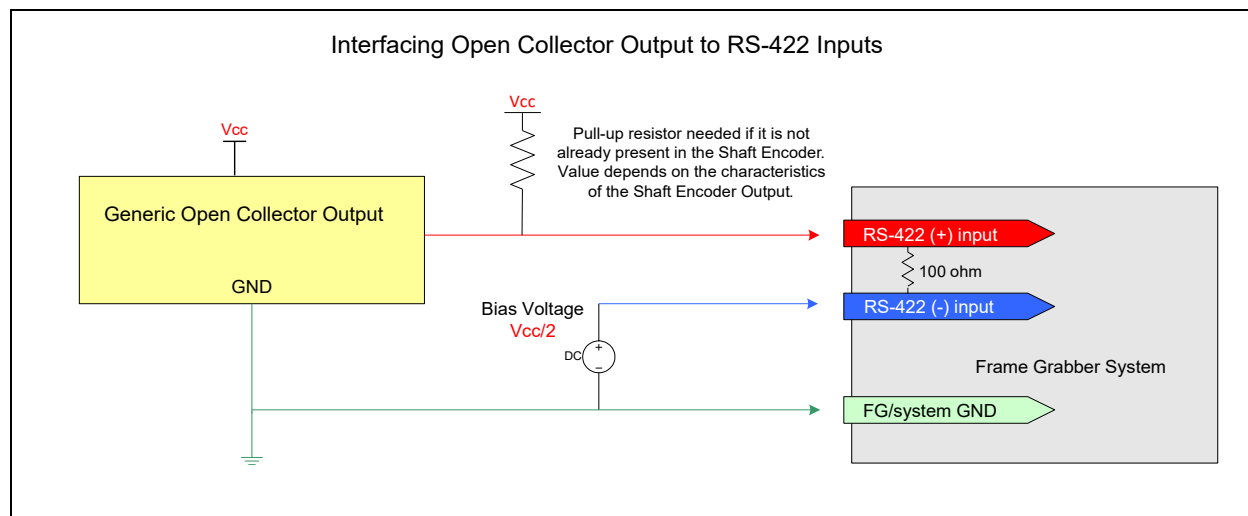 Interfacing Open Collector Output to RS-422 Inputs
Vcc
Vcc
Pull-up resistor needed if it is not
already present in the Shaft Encoder.
Value depends on the characteristics
of the Shaft Encoder Output.
Generic Open Collector Output
GND
RS-422 (+) input
100 ohm
RS-422 (-) input
Bias Voltage
Vcc/2
DC
+
−
Frame Grabber System
FG/system GND